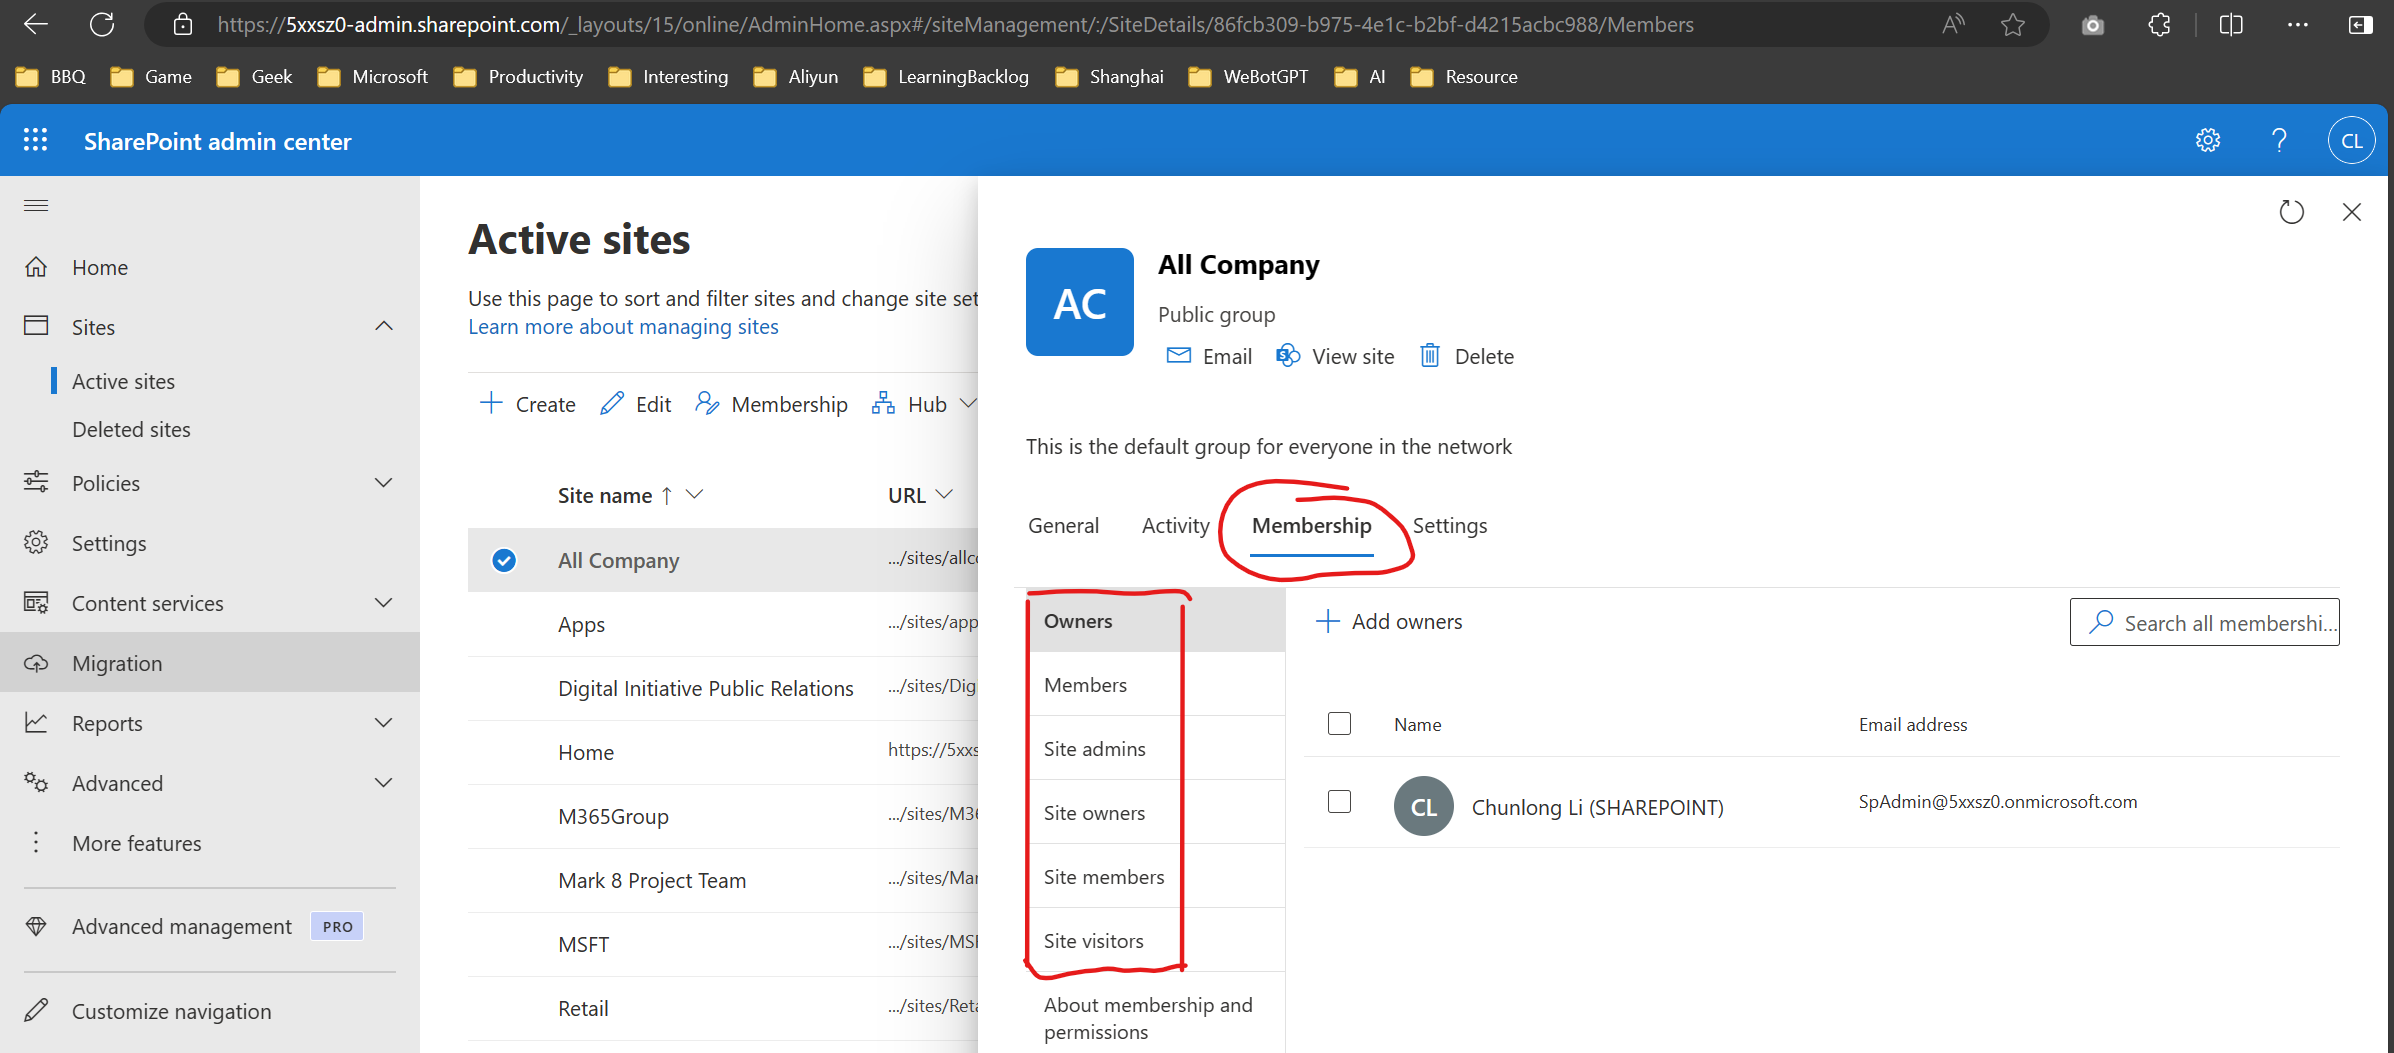 https://5xxsz0-admin.sharepoint.com/_layouts/15/online/AdminHome.aspx#/siteManagement/:/SiteDetails/86fcb309-b975-4e1c-b2bf-d4215acbc988/Members
BBQ Game Geek Microsoft Productivity Interesting Aliyun LearningBacklog Shanghai WeBotGPT AI Resource
SharePoint admin center
CL
Home
Sites
Active sites
Deleted sites
Policies
Settings
Content services
Migration
Reports
Advanced
More features
Advanced management PRO
Customize navigation
Active sites
Use this page to sort and filter sites and change site set
Learn more about managing sites
Create Edit Membership Hub
Site name ↑ URL
All Company .../sites/allco
Apps .../sites/app
Digital Initiative Public Relations .../sites/Dig
Home https://5xxs
M365Group .../sites/M36
Mark 8 Project Team .../sites/Mar
MSFT .../sites/MSF
Retail .../sites/Reta
AC
All Company
Public group
Email View site Delete
This is the default group for everyone in the network
General Activity Membership Settings
Owners
Members
Site admins
Site owners
Site members
Site visitors
About membership and
permissions
Add owners
Search all membershi...
Name Email address
CL Chunlong Li (SHAREPOINT) SpAdmin@5xxsz0.onmicrosoft.com